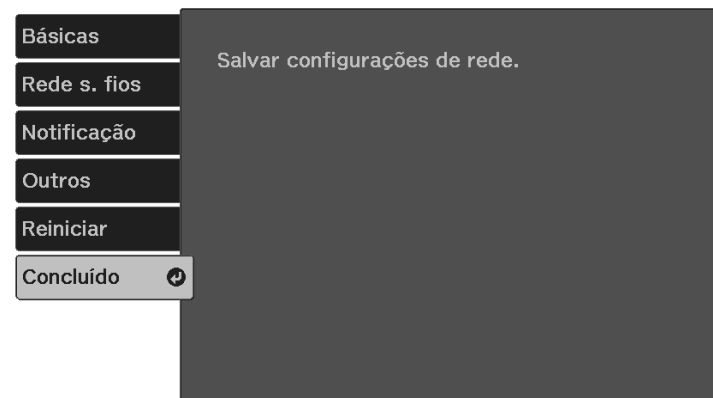 Básicas
Salvar configurações de rede.
Rede s. fios
Notificação
Outros
Reiniciar
Concluído